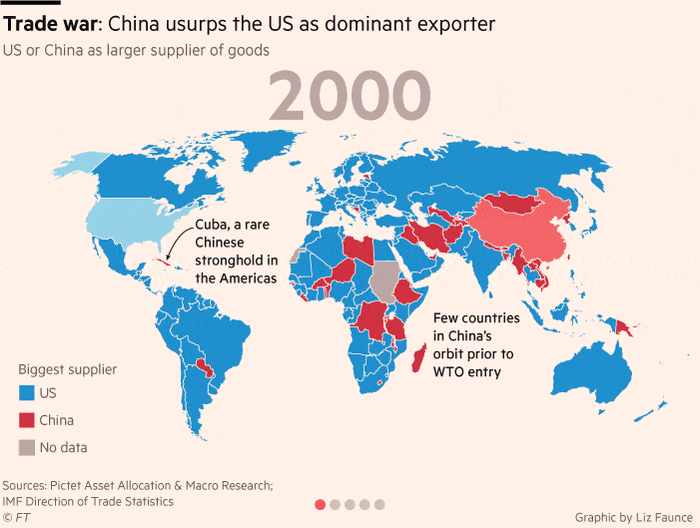 Trade war: China usurps the US as dominant exporter
US or China as larger supplier of goods
2000
Cuba, a rare
Chinese
stronghold in
the Americas
Few countries
in China's
orbit prior to
WTO entry
Biggest supplier
US
China
No data
Sources: Pictet Asset Allocation & Macro Research;
IMF Direction of Trade Statistics
© FT
Graphic by Liz Faunce